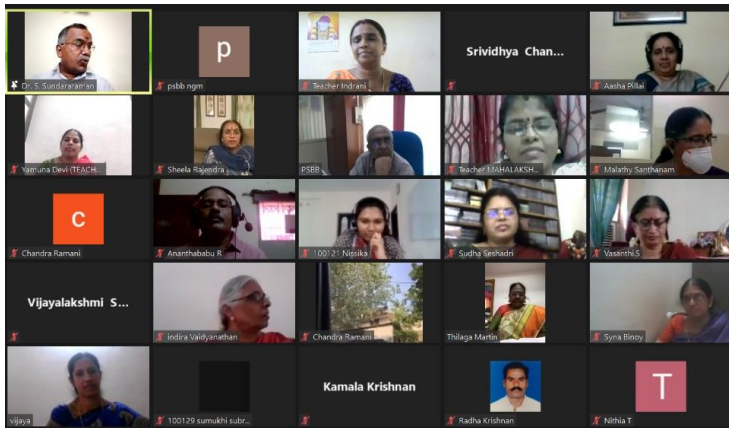 Dr. S. Sundararaman
p
psbb ngm
Teacher Indrani
Srividhya Chan...
Aasha Pillai
Yamuna Devi (TEACH...
Sheela Rajendra
PSBB
Teacher MAHALAKSH...
Malathy Santhanam
C
Chandra Ramani
Ananthababu R
100121 Nissika
Sudha Seshadri
Vasanthi.S
Vijayalakshmi S...
indira Vaidyanathan
Chandra Ramani
Thilaga Martin
Syna Binoy
vijaya
100129 sumukhi subr...
Kamala Krishnan
Radha Krishnan
T
Nithia T